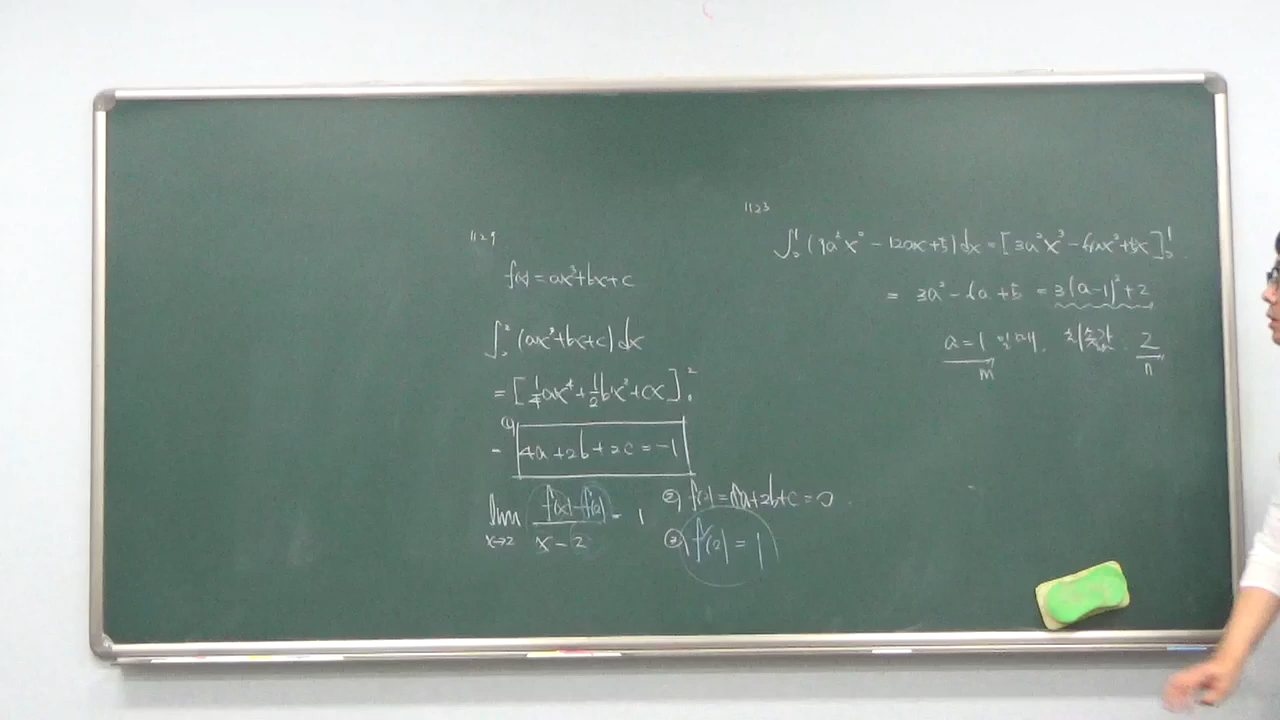 1129
f(x) = ax³+bx+c
∫₀² (ax³+bx+c)dx
= [¼ax⁴+½bx²+cx]₀²
= ① 4a+2b+2c=-1
lim x→2 f(x)-f(2) / x-2 = 1
② f(2)=8a+2b+c=0
③ f'(2)=1
1123
∫₀¹ (9a²x² - 12ax+5)dx = [3a²x³-6ax²+5x]₀¹
= 3a²-6a+5 = 3(a-1)²+2
a=1 일때, 최솟값 2
m n